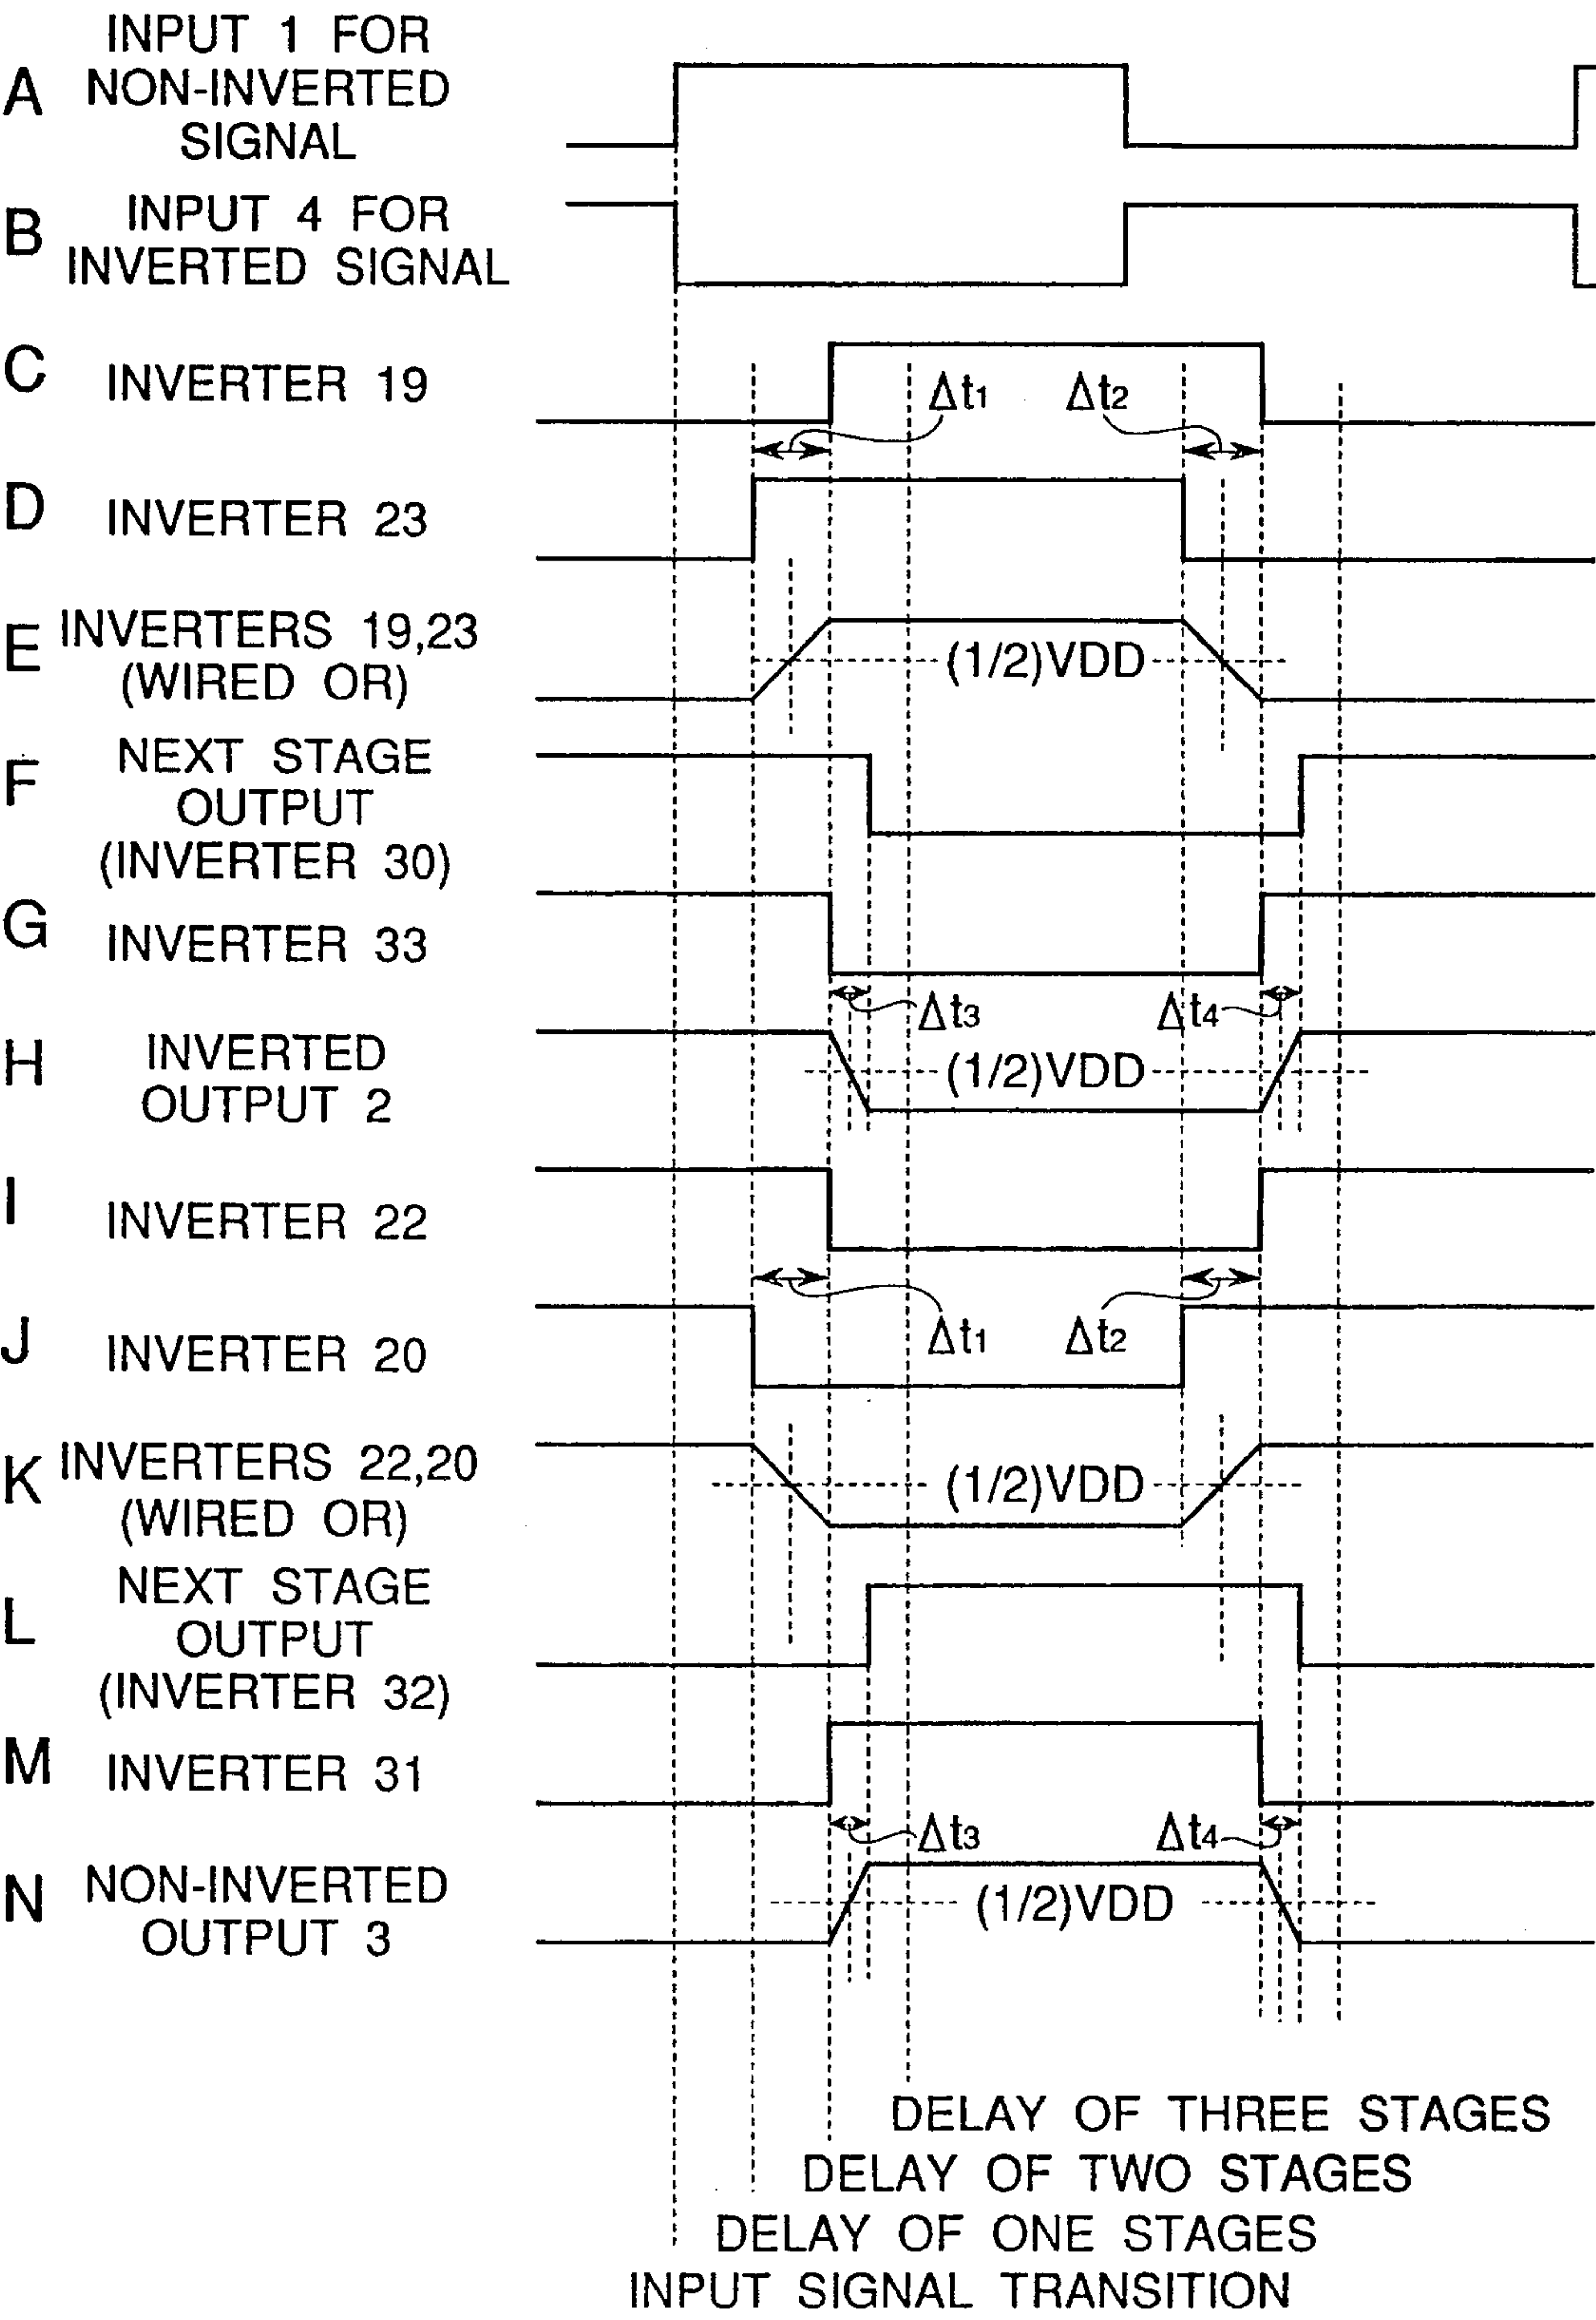 A
INPUT 1 FOR
NON-INVERTED
SIGNAL
B
INPUT 4 FOR
INVERTED SIGNAL
C
INVERTER 19
Δt1
Δt2
D
INVERTER 23
E
INVERTERS 19,23
(WIRED OR)
(1/2)VDD
F
NEXT STAGE
OUTPUT
(INVERTER 30)
G
INVERTER 33
Δt3
Δt4
H
INVERTED
OUTPUT 2
(1/2)VDD
I
INVERTER 22
J
INVERTER 20
Δt1
Δt2
K
INVERTERS 22,20
(WIRED OR)
(1/2)VDD
L
NEXT STAGE
OUTPUT
(INVERTER 32)
M
INVERTER 31
Δt3
Δt4
N
NON-INVERTED
OUTPUT 3
(1/2)VDD
DELAY OF THREE STAGES
DELAY OF TWO STAGES
DELAY OF ONE STAGES
INPUT SIGNAL TRANSITION